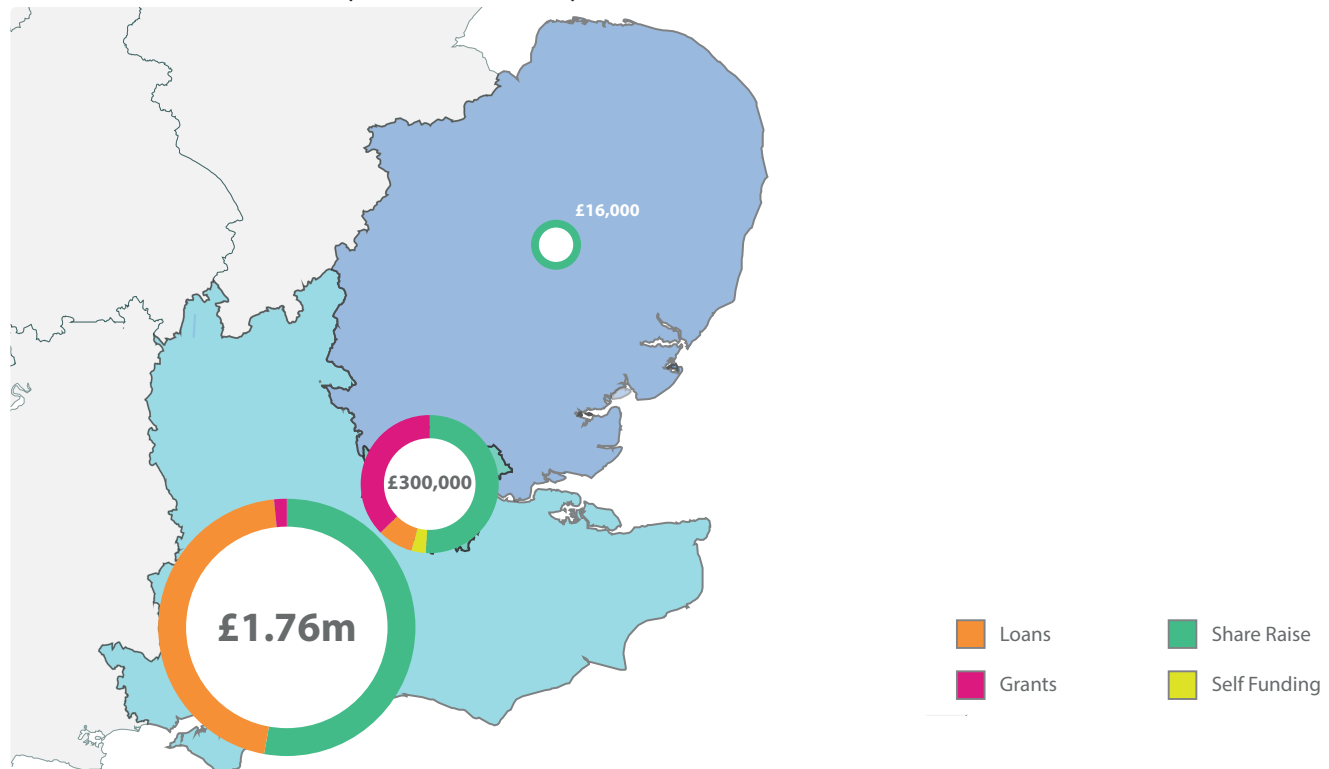 £16,000
£300,000
£1.76m
Loans
Share Raise
Grants
Self Funding